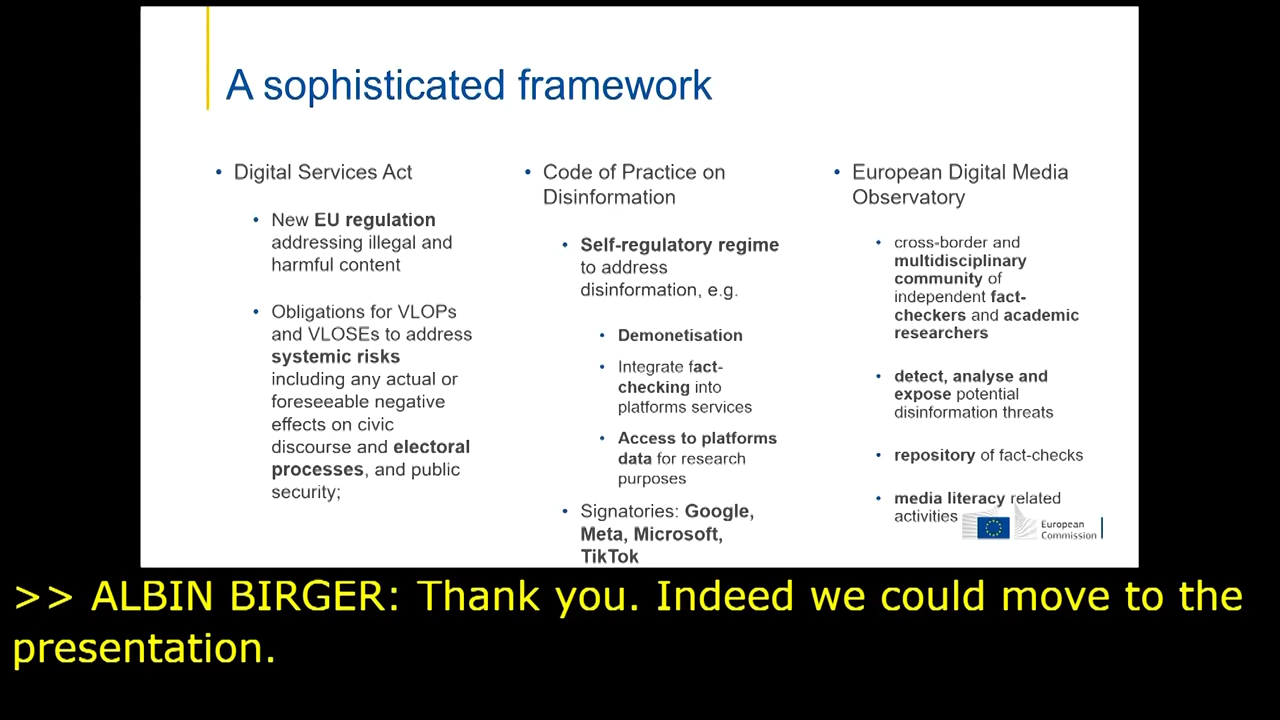 A sophisticated framework
• Digital Services Act
• New EU regulation
addressing illegal and
harmful content
• Obligations for VLOPs
and VLOSEs to address
systemic risks
including any actual or
foreseeable negative
effects on civic
discourse and electoral
processes, and public
security;
• Code of Practice on
Disinformation
• Self-regulatory regime
to address
disinformation, e.g.
• Demonetisation
• Integrate fact-
checking into
platforms services
• Access to platforms
data for research
purposes
• Signatories: Google,
Meta, Microsoft,
TikTok
• European Digital Media
Observatory
• cross-border and
multidisciplinary
community of
independent fact-
checkers and academic
researchers
• detect, analyse and
expose potential
disinformation threats
• repository of fact-checks
• media literacy related
activities
European
Commission
>> ALBIN BIRGER: Thank you. Indeed we could move to the
presentation.